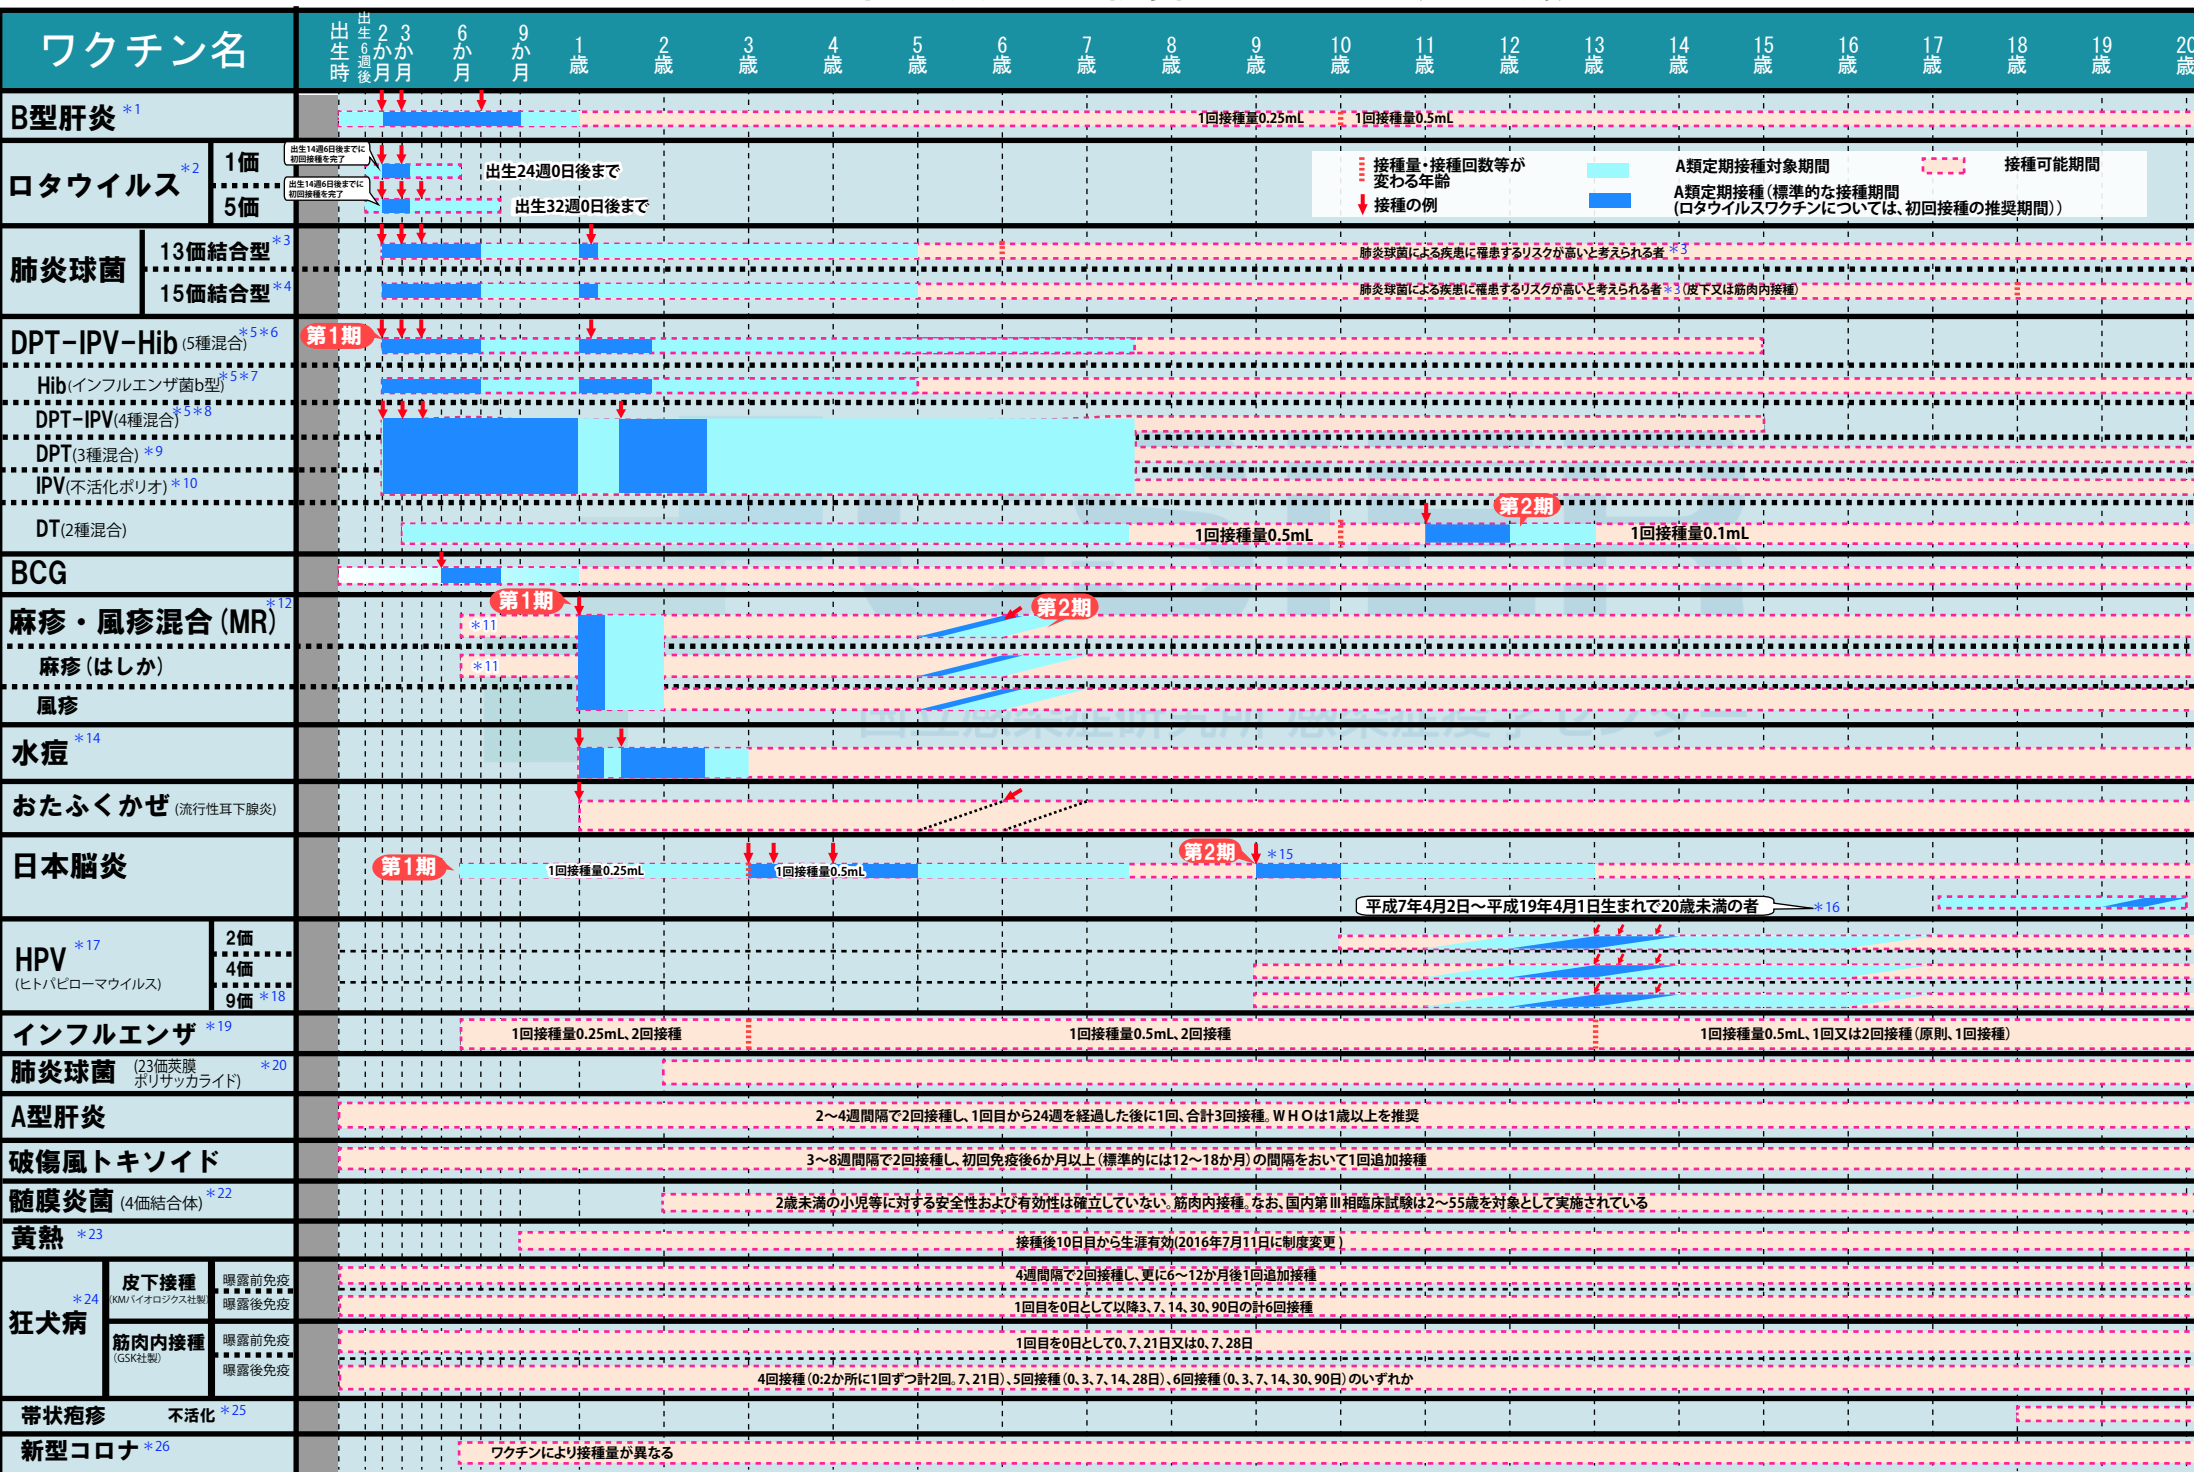 ワクチン名
出生時
出生6週後
2か月
3か月
6か月
9か月
1歳
2歳
3歳
4歳
5歳
6歳
7歳
8歳
9歳
10歳
11歳
12歳
13歳
14歳
15歳
16歳
17歳
18歳
19歳
20歳
B型肝炎 *1
1回接種量0.25mL
1回接種量0.5mL
ロタウイルス *2
1価
出生14週6日後までに
初回接種を完了
出生24週0日後まで
5価
出生14週6日後までに
初回接種を完了
出生32週0日後まで
接種量・接種回数等が
変わる年齢
接種の例
A類定期接種対象期間
A類定期接種(標準的な接種期間
(ロタウイルスワクチンについては、初回接種の推奨期間))
接種可能期間
肺炎球菌
13価結合型 *3
肺炎球菌による疾患に罹患するリスクが高いと考えられる者 *3
15価結合型 *4
肺炎球菌による疾患に罹患するリスクが高いと考えられる者 *3(皮下又は筋肉内接種)
DPT-IPV-Hib(5種混合) *5*6
第1期
Hib(インフルエンザ菌b型) *5*7
DPT-IPV(4種混合) *5*8
DPT(3種混合) *9
IPV(不活化ポリオ) *10
DT(2種混合)
1回接種量0.5mL
第2期
1回接種量0.1mL
BCG
麻疹・風疹混合(MR) *12
第1期
*11
第2期
麻疹(はしか)
*11
風疹
国立感染症研究所 感染症疫学センター
水痘 *14
おたふくかぜ(流行性耳下腺炎)
日本脳炎
第1期
1回接種量0.25mL
1回接種量0.5mL
第2期
*15
平成7年4月2日〜平成19年4月1日生まれで20歳未満の者
*16
HPV *17
(ヒトパピローマウイルス)
2価
4価
9価 *18
インフルエンザ *19
1回接種量0.25mL、2回接種
1回接種量0.5mL、2回接種
1回接種量0.5mL、1回又は2回接種(原則、1回接種)
肺炎球菌 (23価莢膜
ポリサッカライド) *20
A型肝炎
2〜4週間隔で2回接種し、1回目から24週を経過した後に1回、合計3回接種。WHOは1歳以上を推奨
破傷風トキソイド
3〜8週間隔で2回接種し、初回免疫後6か月以上(標準的には12〜18か月)の間隔をおいて1回追加接種
髄膜炎菌(4価結合体) *22
2歳未満の小児等に対する安全性および有効性は確立していない。筋肉内接種。なお、国内第Ⅲ相臨床試験は2〜55歳を対象として実施されている
黄熱 *23
接種後10日目から生涯有効(2016年7月11日に制度変更)
狂犬病 *24
皮下接種
(KMバイオロジクス社製)
曝露前免疫
4週間隔で2回接種し、更に6〜12か月後1回追加接種
曝露後免疫
1回目を0日として以降3、7、14、30、90日の計6回接種
筋肉内接種
(GSK社製)
曝露前免疫
1回目を0日として0、7、21日又は0、7、28日
曝露後免疫
4回接種(0:2か所に1回ずつ計2回。7、21日)、5回接種(0、3、7、14、28日)、6回接種(0、3、7、14、30、90日)のいずれか
帯状疱疹 不活化 *25
新型コロナ *26
ワクチンにより接種量が異なる